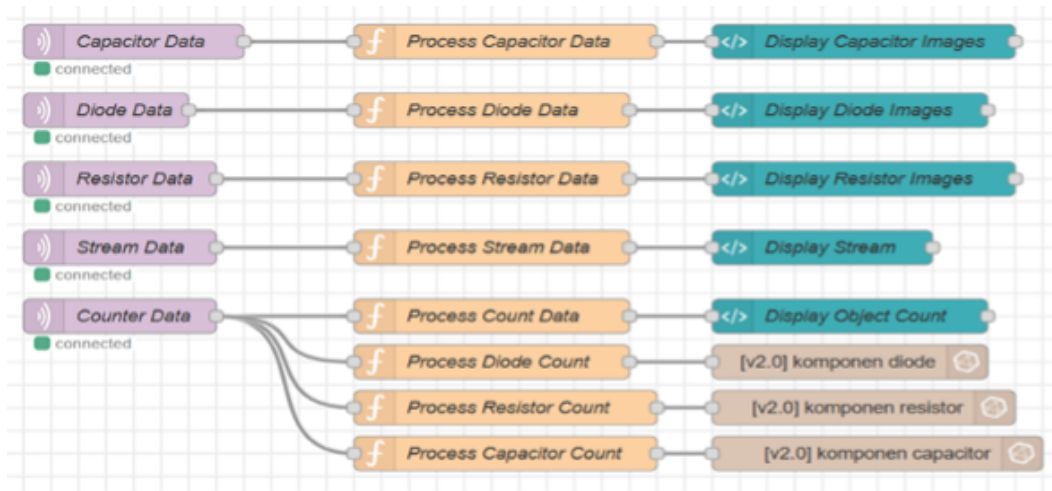 Capacitor Data
Process Capacitor Data
</> Display Capacitor Images
connected
Diode Data
Process Diode Data
</> Display Diode Images
connected
Resistor Data
Process Resistor Data
</> Display Resistor Images
connected
Stream Data
Process Stream Data
</> Display Stream
connected
Counter Data
Process Count Data
</> Display Object Count
connected
Process Diode Count
[v2.0] komponen diode
Process Resistor Count
[v2.0] komponen resistor
Process Capacitor Count
[v2.0] komponen capacitor